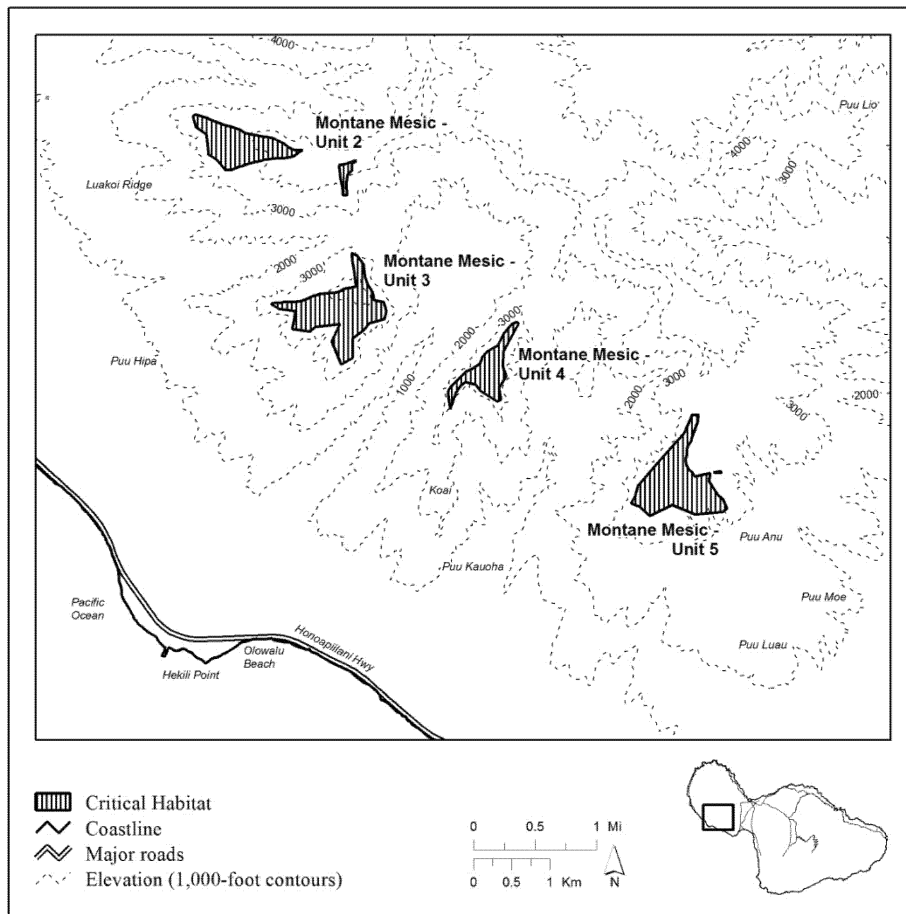 4000
Puu Lio
Montane Mesic -
Unit 2
4000
3000
Luakoi Ridge
3000
Montane Mesic -
Unit 3
2000
3000
3000
2000
Puu Hipa
Montane Mesic -
Unit 4
1000
3000
2000
2000
3000
Koai
Montane Mesic -
Unit 5
Puu Anu
Puu Kauoha
Puu Moe
Pacific
Ocean
Honoapiilani Hwy
Olowalu
Beach
Puu Luau
Hekili Point
Critical Habitat
Coastline
Major roads
Elevation (1,000-foot contours)
0 0.5 1 Mi
0 0.5 1 Km
N